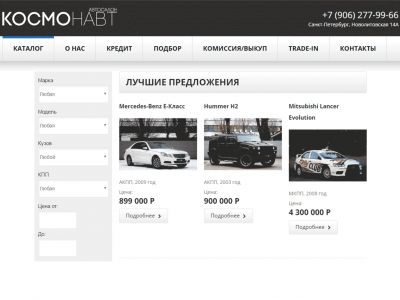 АВТОСАЛОН
КОСМОНАВТ
+7 (906) 277-99-66
Санкт-Петербург, Новолитовская 14А
КАТАЛОГ О НАС КРЕДИТ ПОДБОР КОМИССИЯ/ВЫКУП TRADE-IN КОНТАКТЫ
Марка
Любая
Модель
Любая
Кузов
Любой
КПП
Любая
Цена от:
До:
ЛУЧШИЕ ПРЕДЛОЖЕНИЯ
Mercedes-Benz E-Класс
АКПП, 2009 год
Цена:
899 000 Р
Подробнее
Hummer H2
АКПП, 2003 год
Цена:
900 000 Р
Подробнее
Mitsubishi Lancer
Evolution
МКПП, 2008 год
Цена:
4 300 000 Р
Подробнее